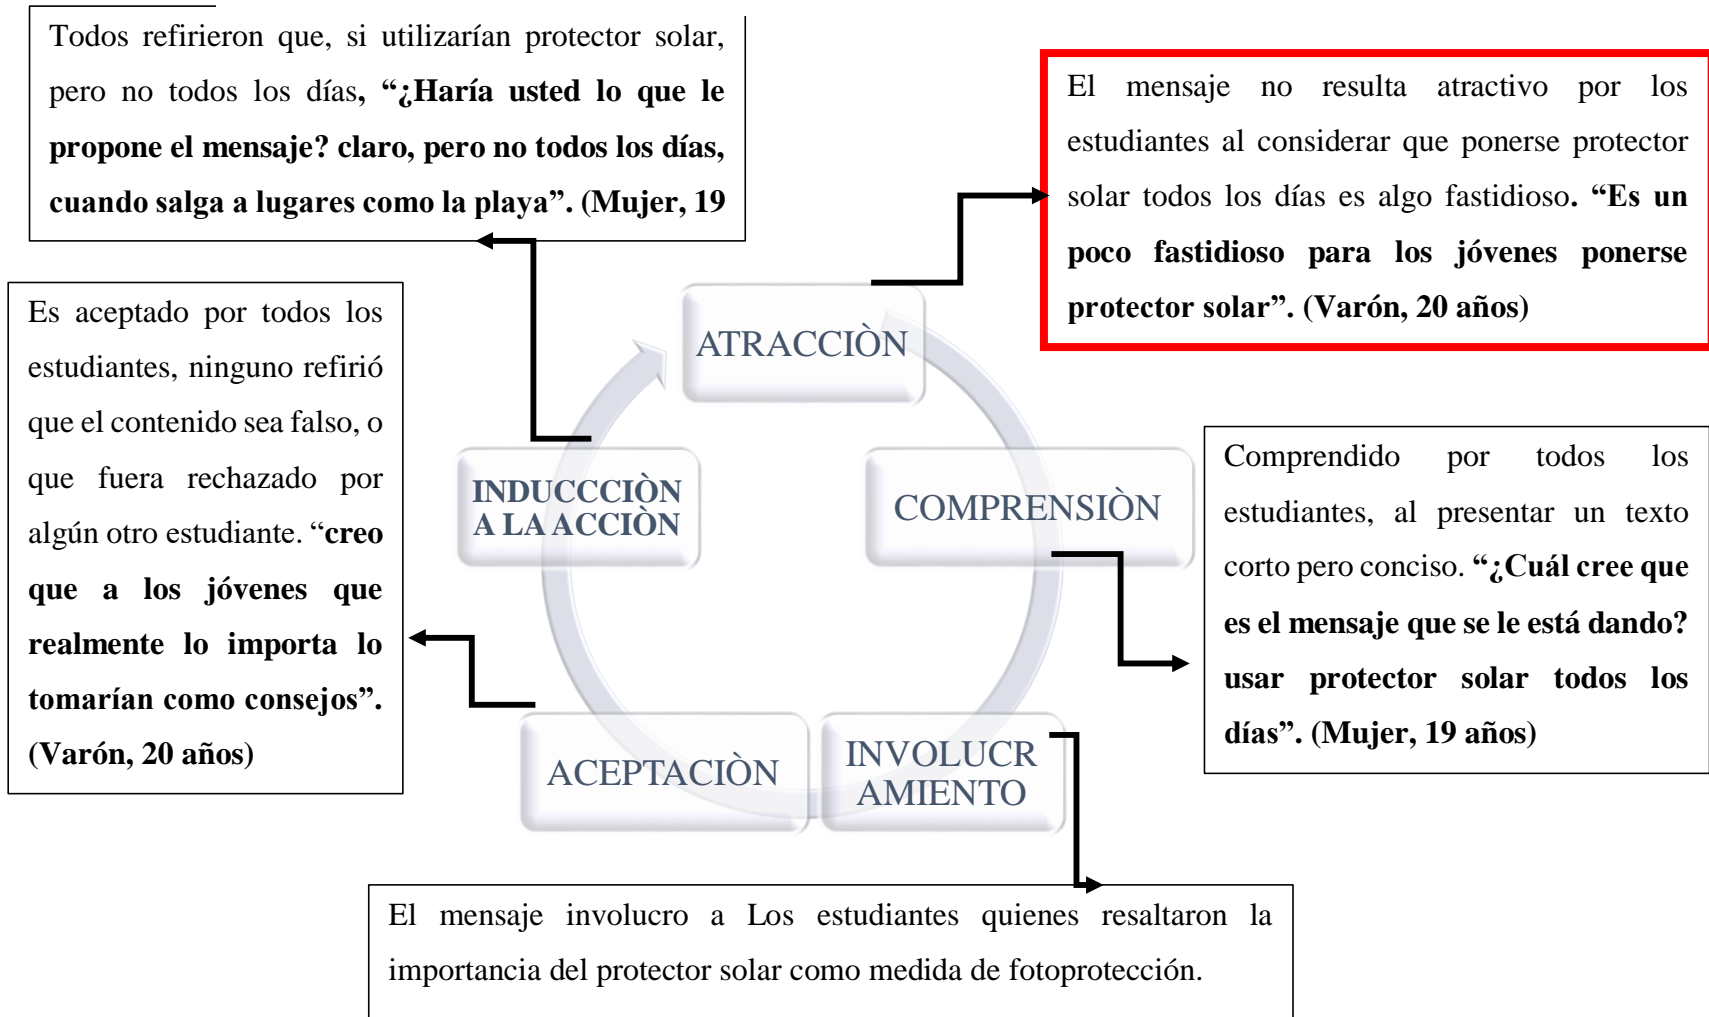 Todos refirieron que, si utilizarían protector solar,
pero no todos los días, “¿Haría usted lo que le
propone el mensaje? claro, pero no todos los días,
cuando salga a lugares como la playa”. (Mujer, 19
El mensaje no resulta atractivo por los
estudiantes al considerar que ponerse protector
solar todos los días es algo fastidioso. “Es un
poco fastidioso para los jóvenes ponerse
protector solar”. (Varón, 20 años)
Es aceptado por todos los
estudiantes, ninguno refirió
que el contenido sea falso, o
que fuera rechazado por
algún otro estudiante. “creo
que a los jóvenes que
realmente lo importa lo
tomarían como consejos”.
(Varón, 20 años)
ATRACCIÒN
INDUCCCIÒN
A LA ACCIÒN
COMPRENSIÒN
Comprendido por todos los
estudiantes, al presentar un texto
corto pero conciso. “¿Cuál cree que
es el mensaje que se le está dando?
usar protector solar todos los
días”. (Mujer, 19 años)
ACEPTACIÒN
INVOLUCR
AMIENTO
El mensaje involucro a Los estudiantes quienes resaltaron la
importancia del protector solar como medida de fotoprotección.